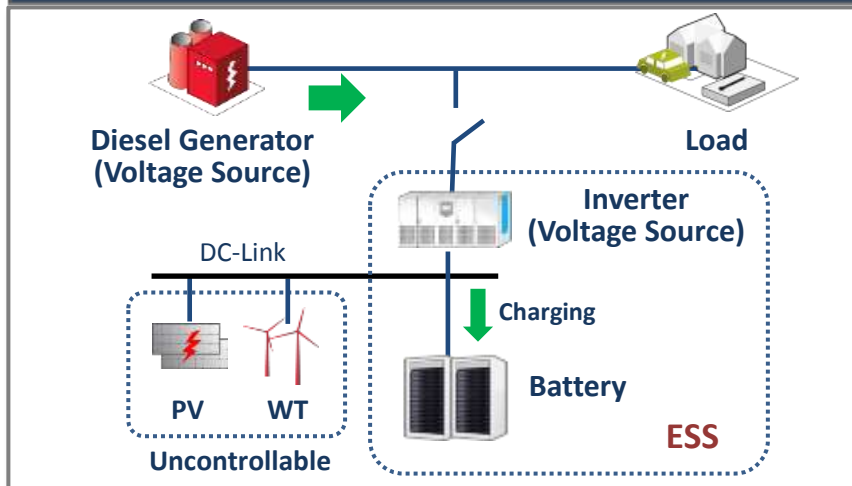 Diesel Generator
(Voltage Source)
Load
Inverter
(Voltage Source)
DC-Link
Charging
Battery
PV
WT
ESS
Uncontrollable